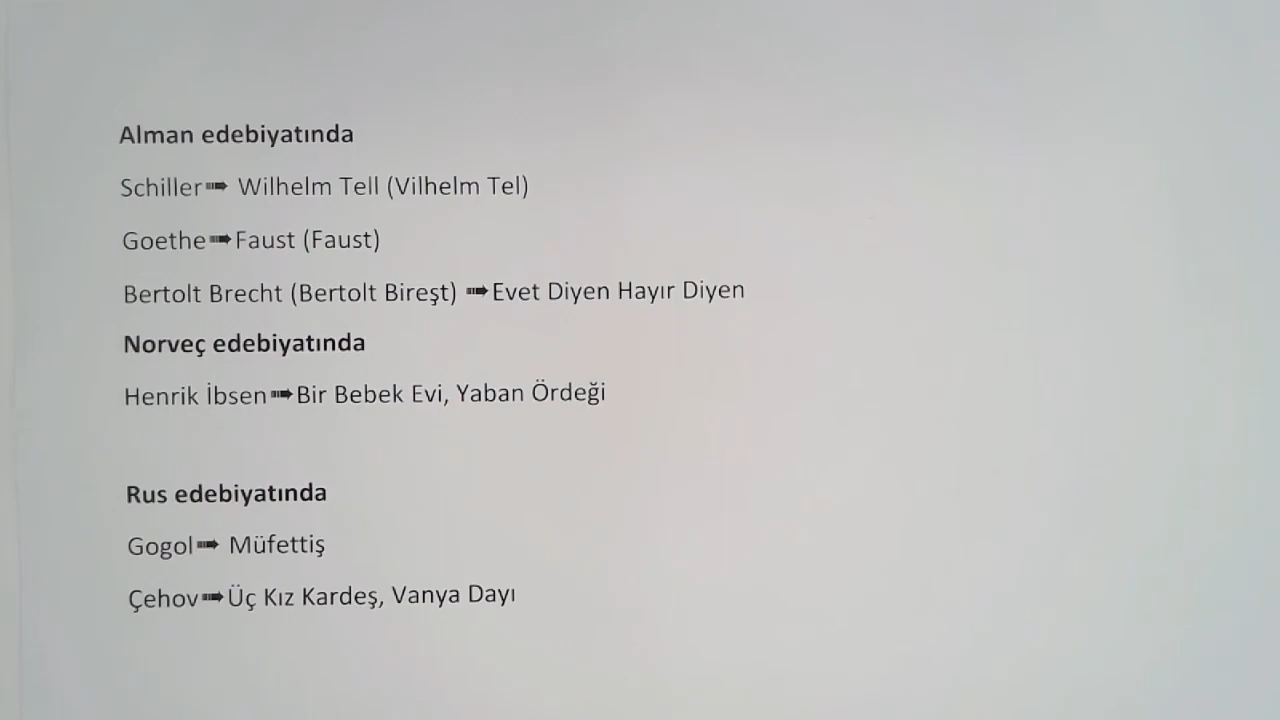 Alman edebiyatında
Schiller➠ Wilhelm Tell (Vilhelm Tel)
Goethe➠Faust (Faust)
Bertolt Brecht (Bertolt Bireşt) ➠Evet Diyen Hayır Diyen
Norveç edebiyatında
Henrik İbsen➠Bir Bebek Evi, Yaban Ördeği
Rus edebiyatında
Gogol➠ Müfettiş
Çehov➠Üç Kız Kardeş, Vanya Dayı